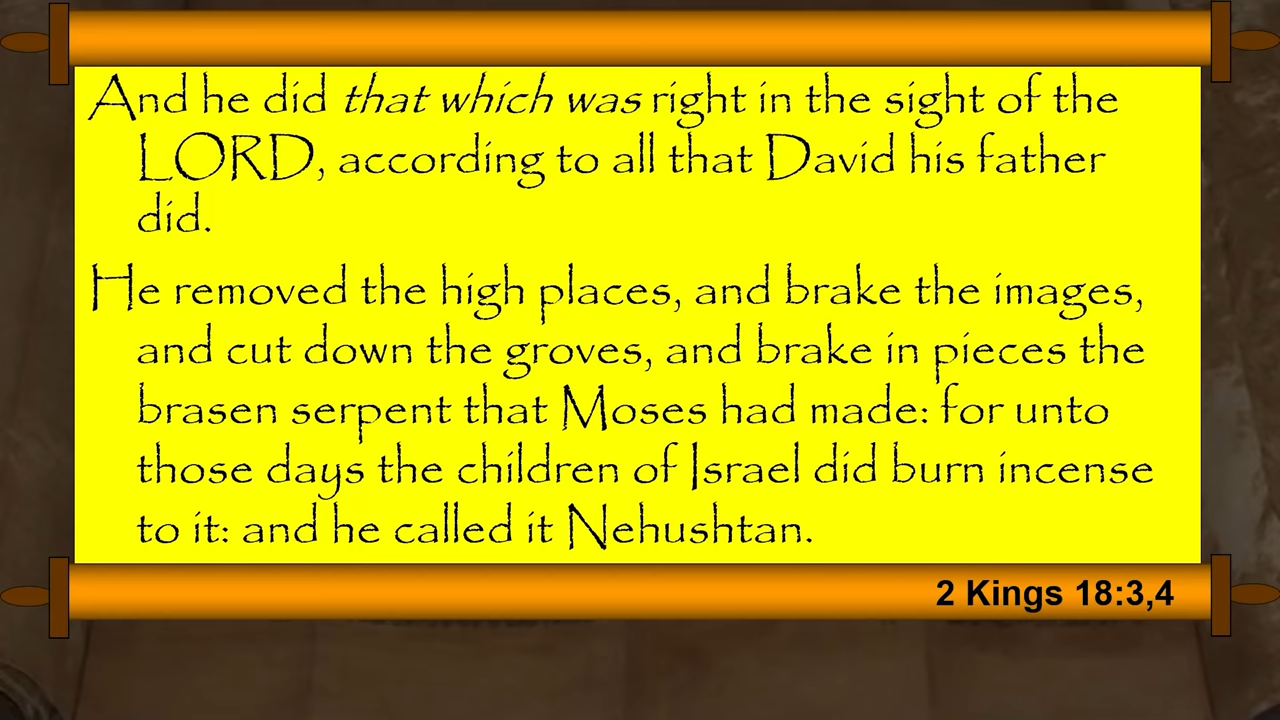 And he did that which was right in the sight of the
LORD, according to all that David his father
did.
He removed the high places, and brake the images,
and cut down the groves, and brake in pieces the
brasen serpent that Moses had made: for unto
those days the children of Israel did burn incense
to it: and he called it Nehushtan.
2 Kings 18:3,4